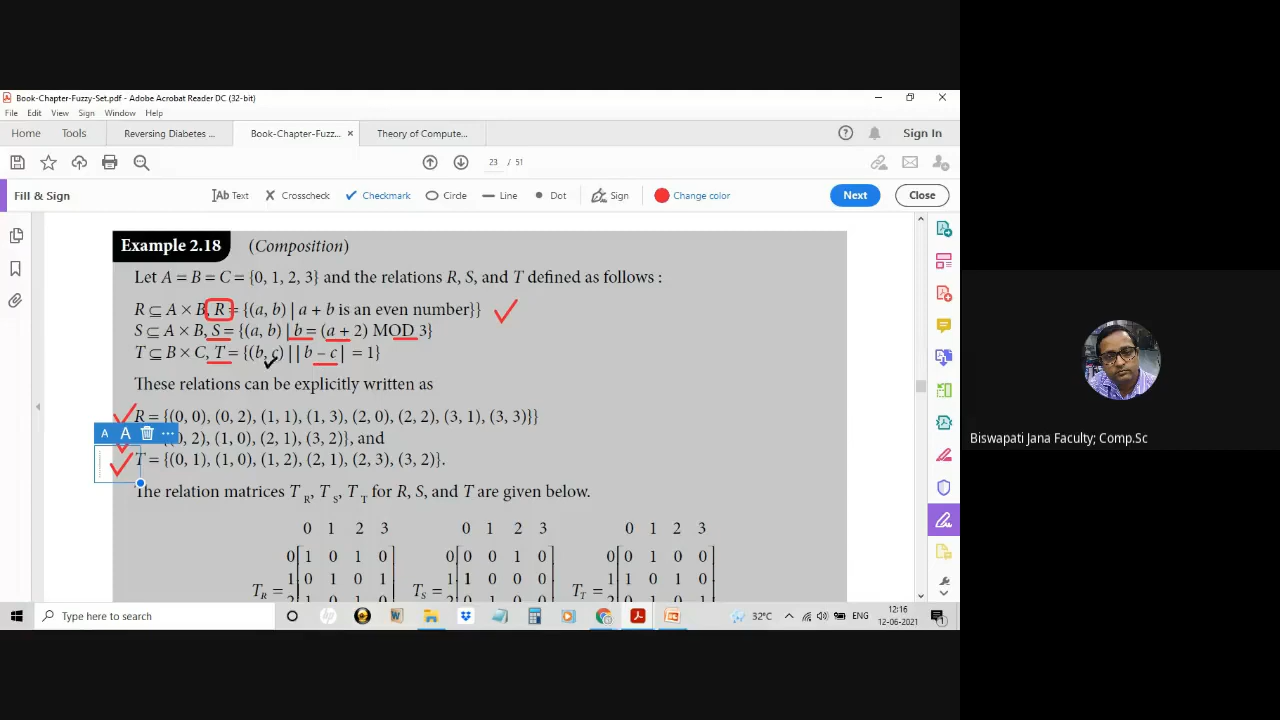 Book-Chapter-Fuzzy-Set.pdf - Adobe Acrobat Reader DC (32-bit)
File Edit View Sign Window Help
Home Tools Reversing Diabetes ... Book-Chapter-Fuzz... × Theory of Compute... Sign In
23 / 51
Fill & Sign Text Crosscheck Checkmark Circle Line Dot Sign Change color Next Close
Example 2.18 (Composition)
Let A = B = C = {0, 1, 2, 3} and the relations R, S, and T defined as follows :
R ⊆ A × B, R = {(a, b) | a + b is an even number}}
S ⊆ A × B, S = {(a, b) | b = (a + 2) MOD 3}
T ⊆ B × C, T = {(b, c) | | b – c | = 1}
These relations can be explicitly written as
R = {(0, 0), (0, 2), (1, 1), (1, 3), (2, 0), (2, 2), (3, 1), (3, 3)}}
A A ...
0, 2), (1, 0), (2, 1), (3, 2)}, and
T = {(0, 1), (1, 0), (1, 2), (2, 1), (2, 3), (3, 2)}.
The relation matrices T R, T S, T T for R, S, and T are given below.
0 1 2 3 0 1 2 3 0 1 2 3
0 1 0 1 0 0 0 0 1 0 0 0 1 0 0
1 0 1 0 1 1 1 0 0 0 1 1 0 1 0
TR = TS = TT =
Type here to search
32°C ENG 12:16
12-06-2021
Biswapati Jana Faculty; Comp.Sc